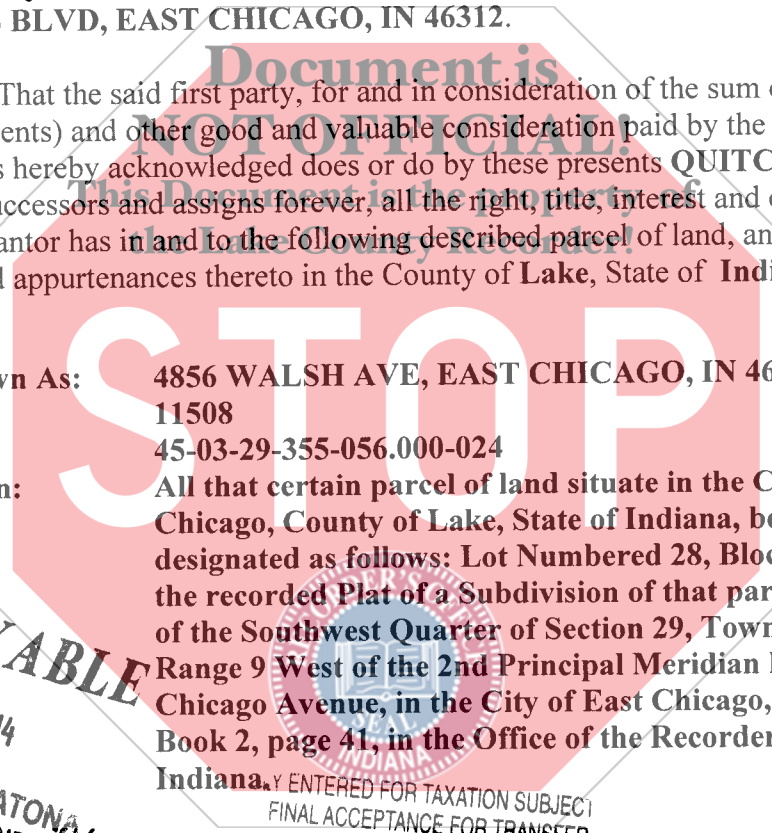 BLVD, EAST CHICAGO, IN 46312.
Document is
That the said first party, for and in consideration of the sum
ents) and other good and valuable consideration paid by the
NOT OFFICIAL!
s hereby acknowledged does or do by these presents QUITC
This Document is the property of
ccessors and assigns forever, all the right, title, interest and
antor has in and to the following described parcel of land, an
the Lake County Recorder!
d appurtenances thereto in the County of Lake, State of Indi
STOP
wn As: 4856 WALSH AVE, EAST CHICAGO, IN 46
11508
45-03-29-355-056.000-024
n: All that certain parcel of land situate in the C
Chicago, County of Lake, State of Indiana, b
designated as follows: Lot Numbered 28, Bloc
the recorded Plat of a Subdivision of that par
of the Southwest Quarter of Section 29, Town
Range 9 West of the 2nd Principal Meridian
Chicago Avenue, in the City of East Chicago,
Book 2, page 41, in the Office of the Recorder
Indiana.
SEAL
INDIANA
YABLE
Y ENTERED FOR TAXATION SUBJECT
FINAL ACCEPTANCE FOR TRANSFER
ATONA